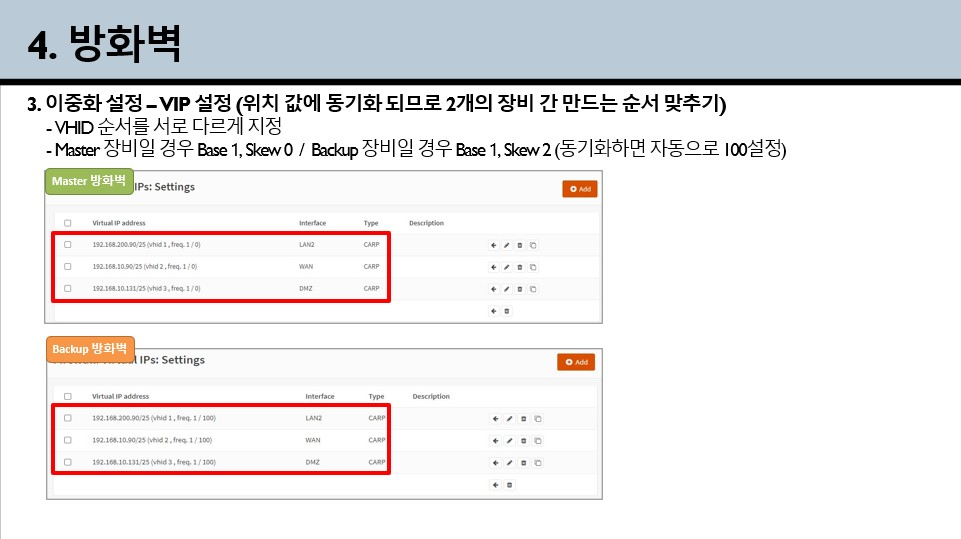 4. 방화벽
3. 이중화 설정 – VIP 설정 (위치 값에 동기화 되므로 2개의 장비 간 만드는 순서 맞추기)
- VHID 순서를 서로 다르게 지정
- Master 장비일 경우 Base 1, Skew 0 / Backup 장비일 경우 Base 1, Skew 2 (동기화하면 자동으로 100설정)
Master 방화벽
IPs: Settings
Add
Virtual IP address Interface Type Description
192.168.200.90/25 (vhid 1 , freq. 1 / 0) LAN2 CARP
192.168.10.90/25 (vhid 2 , freq. 1 / 0) WAN CARP
192.168.10.131/25 (vhid 3 , freq. 1 / 0) DMZ CARP
Backup 방화벽
IPs: Settings
Add
Virtual IP address Interface Type Description
192.168.200.90/25 (vhid 1 , freq. 1 / 100) LAN2 CARP
192.168.10.90/25 (vhid 2 , freq. 1 / 100) WAN CARP
192.168.10.131/25 (vhid 3 , freq. 1 / 100) DMZ CARP